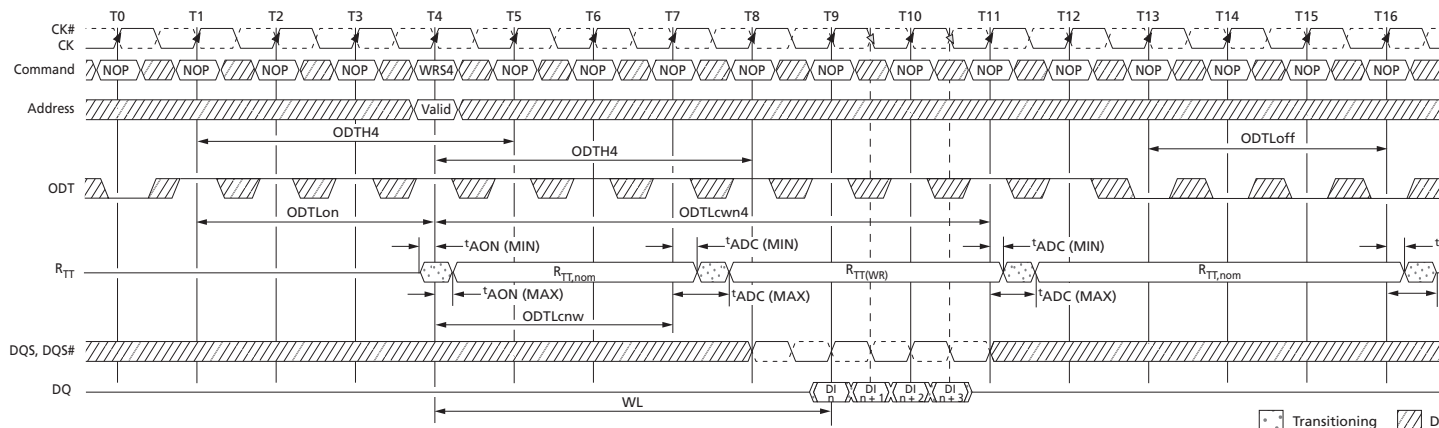 T0 T1 T2 T3 T4 T5 T6 T7 T8 T9 T10 T11 T12 T13 T14 T15 T16
CK#
CK
Command NOP NOP NOP NOP WRS4 NOP NOP NOP NOP NOP NOP NOP NOP NOP NOP NOP NOP
Address Valid
ODTH4 ODTLoff
ODTH4
ODT
ODTLon ODTLcwn4
tAON (MIN) tADC (MIN) tADC (MIN) t
RTT RTT,nom RTT(WR) RTT,nom
tAON (MAX) tADC (MAX) tADC (MAX)
ODTLcnw
DQS, DQS#
DQ DI n DI n + 1 DI n + 2 DI n + 3
WL
Transitioning D